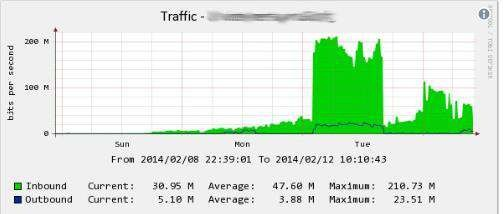 Traffic -
200 M
100 M
0
bits per second
Sun Mon Tue
From 2014/02/08 22:39:01 To 2014/02/12 10:10:43
Inbound Current: 30.95 M Average: 47.60 M Maximum: 210.73 M
Outbound Current: 5.10 M Average: 3.88 M Maximum: 23.51 M